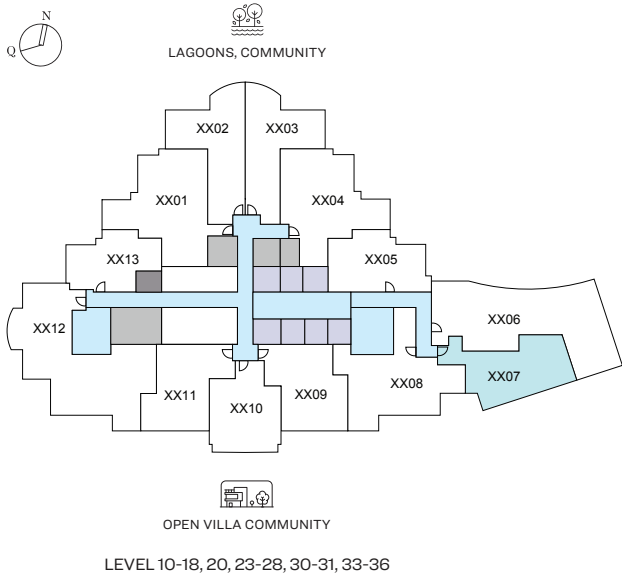 N
Q
LAGOONS, COMMUNITY
XX02
XX03
XX01
XX04
XX13
XX05
XX12
XX06
XX07
XX08
XX11
XX09
XX10
OPEN VILLA COMMUNITY
LEVEL 10-18, 20, 23-28, 30-31, 33-36